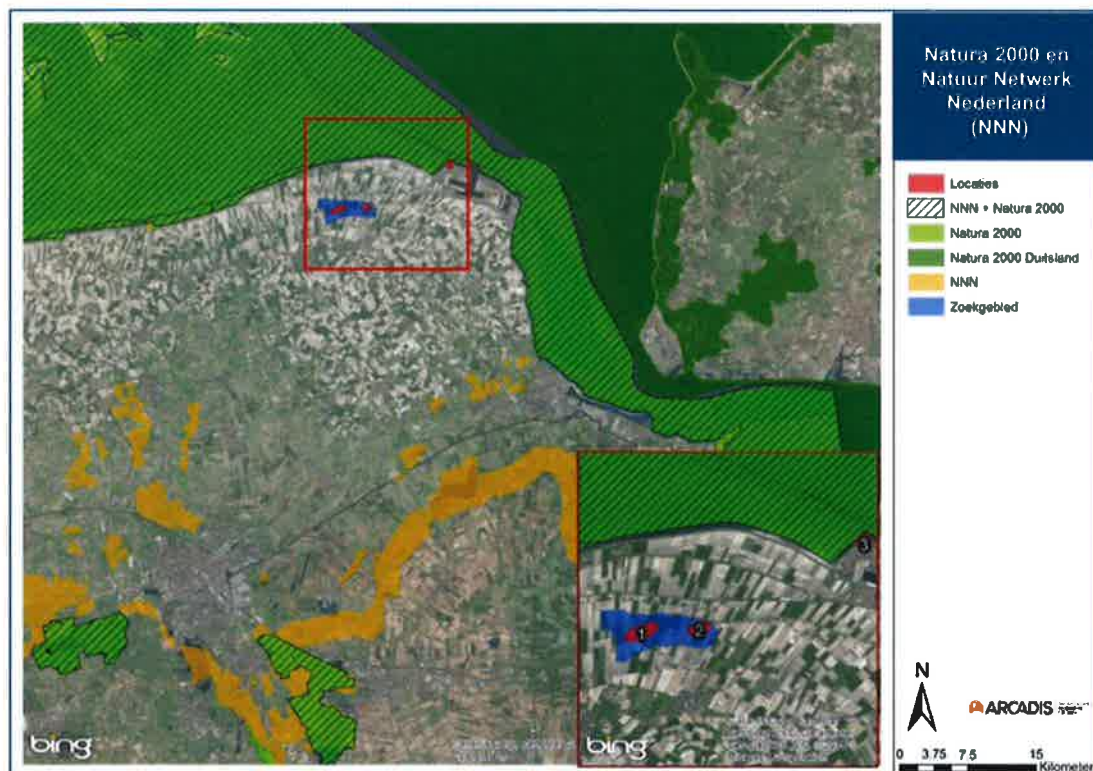 Natura 2000 en
Natuur Netwerk
Nederland
(NNN)
Locaties
NNN + Natura 2000
Natura 2000
Natura 2000 Duitsland
NNN
Zoekgebied
1
2
3
bing
bing
N
ARCADIS
0 3.75 7.5 15
Kilometer